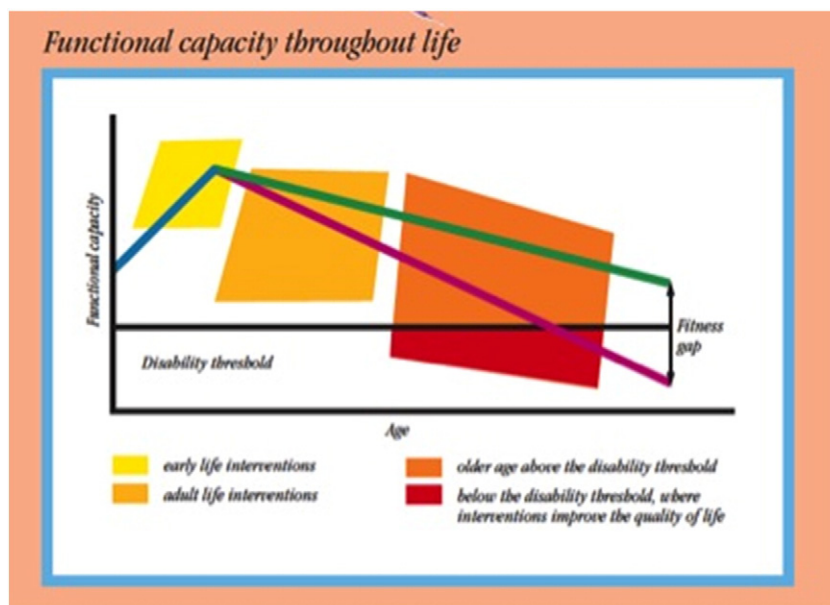 Functional capacity throughout life
Functional capacity
Disability threshold
Fitness
gap
Age
early life interventions
adult life interventions
older age above the disability threshold
below the disability threshold, where
interventions improve the quality of life